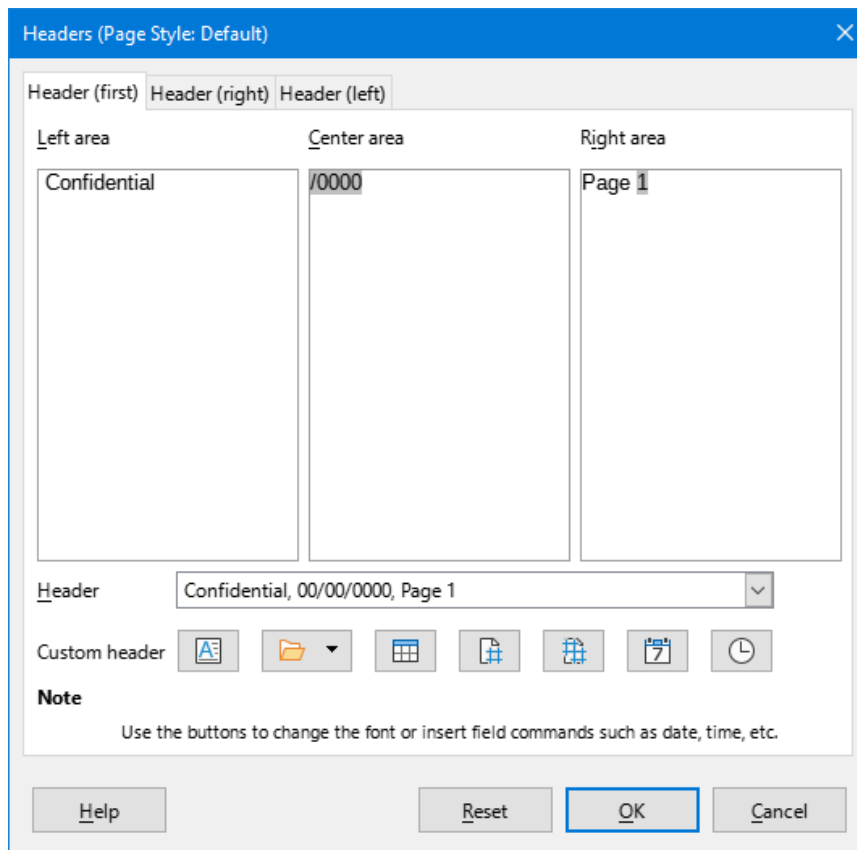 Headers (Page Style: Default)
Header (first) Header (right) Header (left)
Left area Center area Right area
Confidential /0000 Page 1
Header Confidential, 00/00/0000, Page 1
Custom header A 7
Note
Use the buttons to change the font or insert field commands such as date, time, etc.
Help Reset OK Cancel